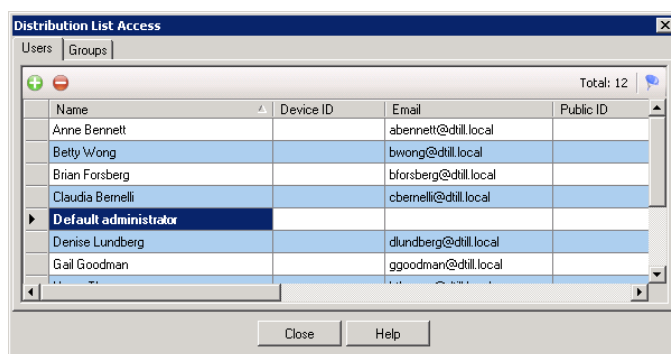 Distribution List Access
Users Groups
Total: 12
Name Device ID Email Public ID
Anne Bennett abennett@dtill.local
Betty Wong bwong@dtill.local
Brian Forsberg bforsberg@dtill.local
Claudia Bernelli cbernelli@dtill.local
Default administrator
Denise Lundberg dlundberg@dtill.local
Gail Goodman ggoodman@dtill.local
Close Help